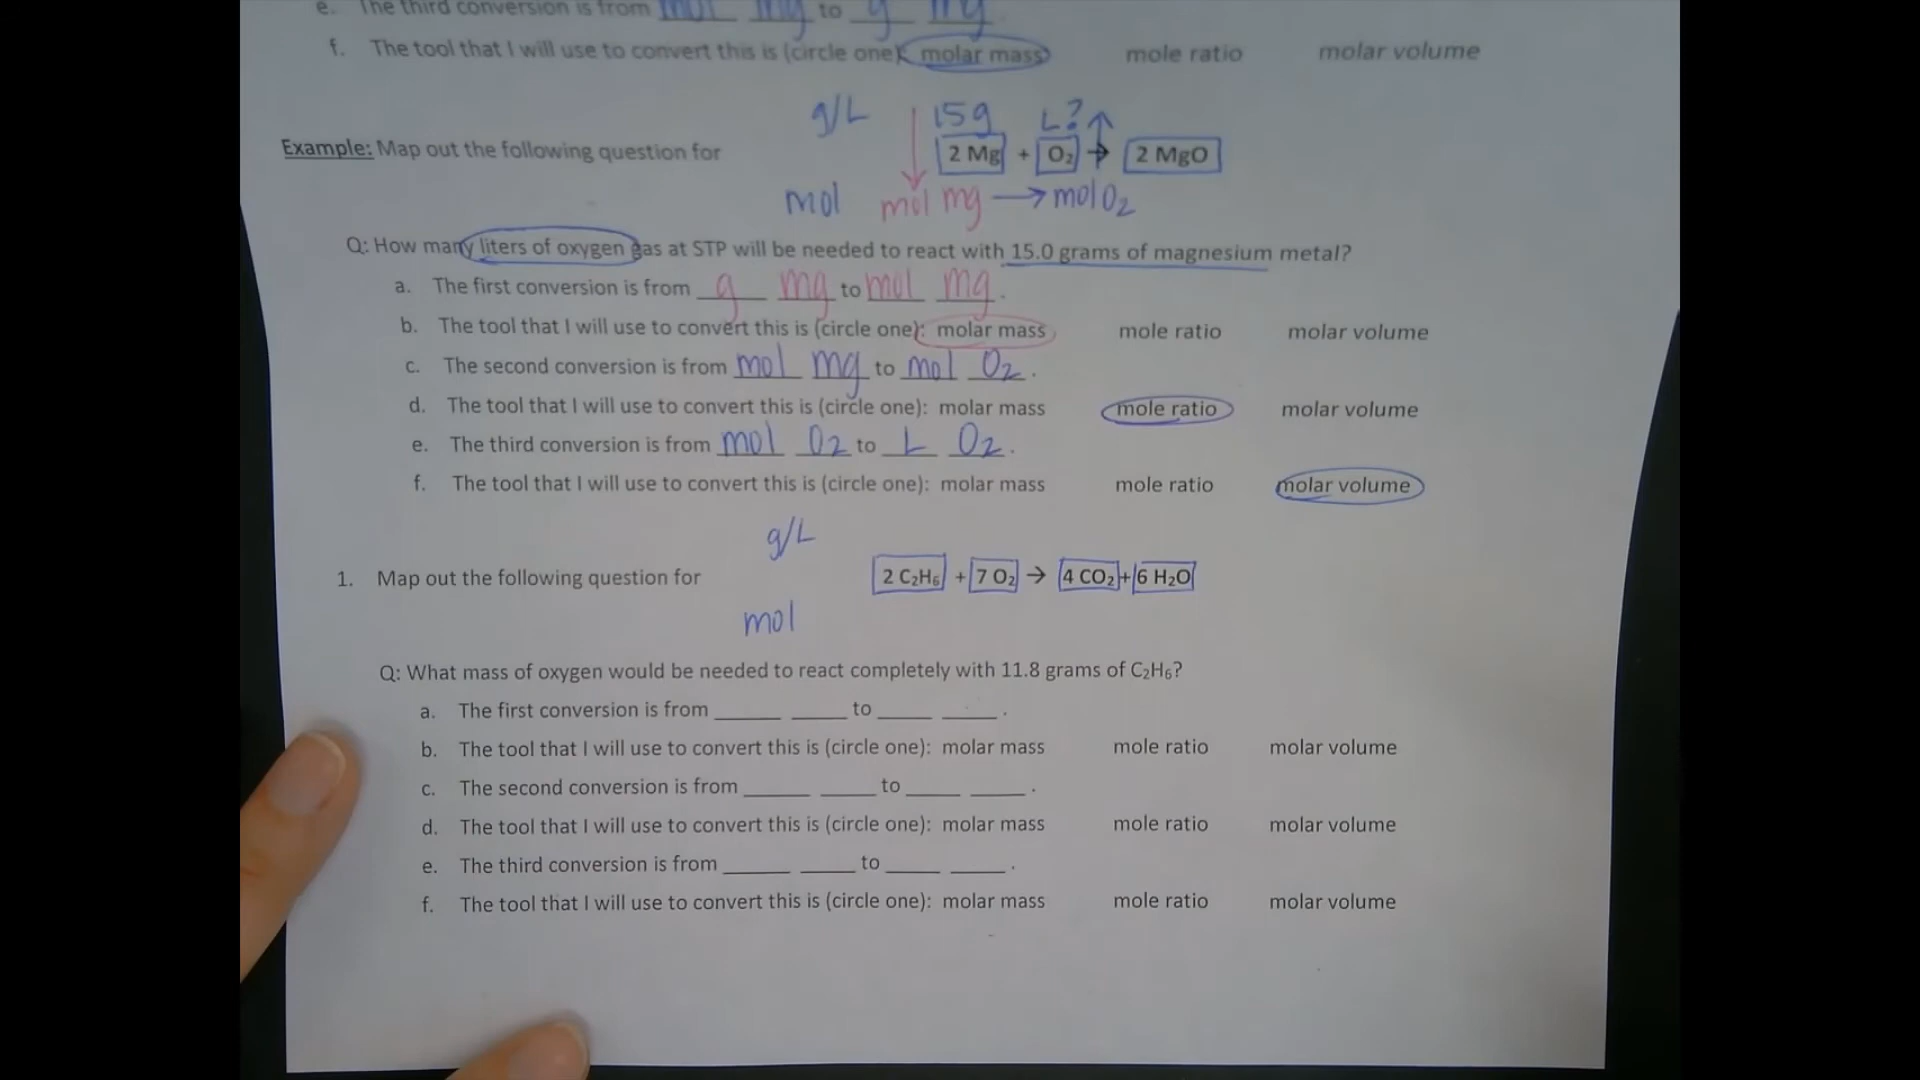 e. The third conversion is from mol mg to g mg
f. The tool that I will use to convert this is (circle one): molar mass mole ratio molar volume
g/L 15g L?
Example: Map out the following question for 2 Mg + O₂ → 2 MgO
mol mol mg → mol O₂
Q: How many liters of oxygen gas at STP will be needed to react with 15.0 grams of magnesium metal?
a. The first conversion is from g mg to mol mg.
b. The tool that I will use to convert this is (circle one): molar mass mole ratio molar volume
c. The second conversion is from mol mg to mol O₂.
d. The tool that I will use to convert this is (circle one): molar mass mole ratio molar volume
e. The third conversion is from mol O₂ to L O₂.
f. The tool that I will use to convert this is (circle one): molar mass mole ratio molar volume
g/L
1. Map out the following question for 2 C₂H₆ + 7 O₂ → 4 CO₂ + 6 H₂O
mol
Q: What mass of oxygen would be needed to react completely with 11.8 grams of C₂H₆?
a. The first conversion is from ______ _____ to _____ _____.
b. The tool that I will use to convert this is (circle one): molar mass mole ratio molar volume
c. The second conversion is from ______ _____ to _____ _____.
d. The tool that I will use to convert this is (circle one): molar mass mole ratio molar volume
e. The third conversion is from ______ _____ to _____ _____.
f. The tool that I will use to convert this is (circle one): molar mass mole ratio molar volume